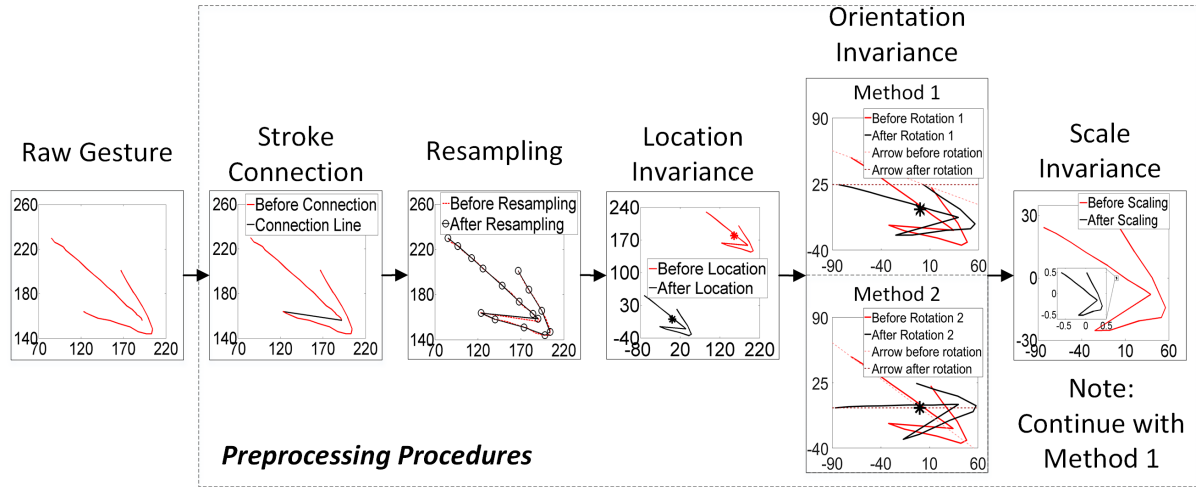 Raw Gesture
260
220
180
140
70
120
170
220
Stroke
Connection
260
220
180
140
Before Connection
Connection Line
70
120
170
220
Resampling
260
220
180
140
Before Resampling
After Resampling
70
120
170
220
Location
Invariance
240
170
100
30
-40
Before Location
After Location
-80
20
120
220
Orientation
Invariance
Method 1
90
25
-40
Before Rotation 1
After Rotation 1
Arrow before rotation
Arrow after rotation
-90
-40
10
60
Method 2
90
25
-40
Before Rotation 2
After Rotation 2
Arrow before rotation
Arrow after rotation
-90
-40
10
60
Scale
Invariance
30
0
-30
Before Scaling
After Scaling
0.5
0
-0.5
-0.5
0
0.5
-90
-40
10
60
Note:
Continue with
Method 1
Preprocessing Procedures